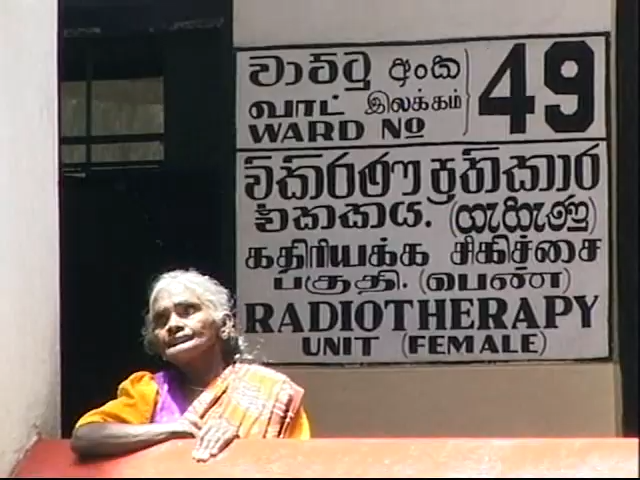 වාට්ටු අංක
வாட் இலக்கம்
WARD Nº
49
විකිරණ ප්‍රතිකාර
ඒකකය. (ගැහැණු)
கதிரியக்க சிகிச்சை
பகுதி. (பெண்)
RADIOTHERAPY
UNIT (FEMALE)